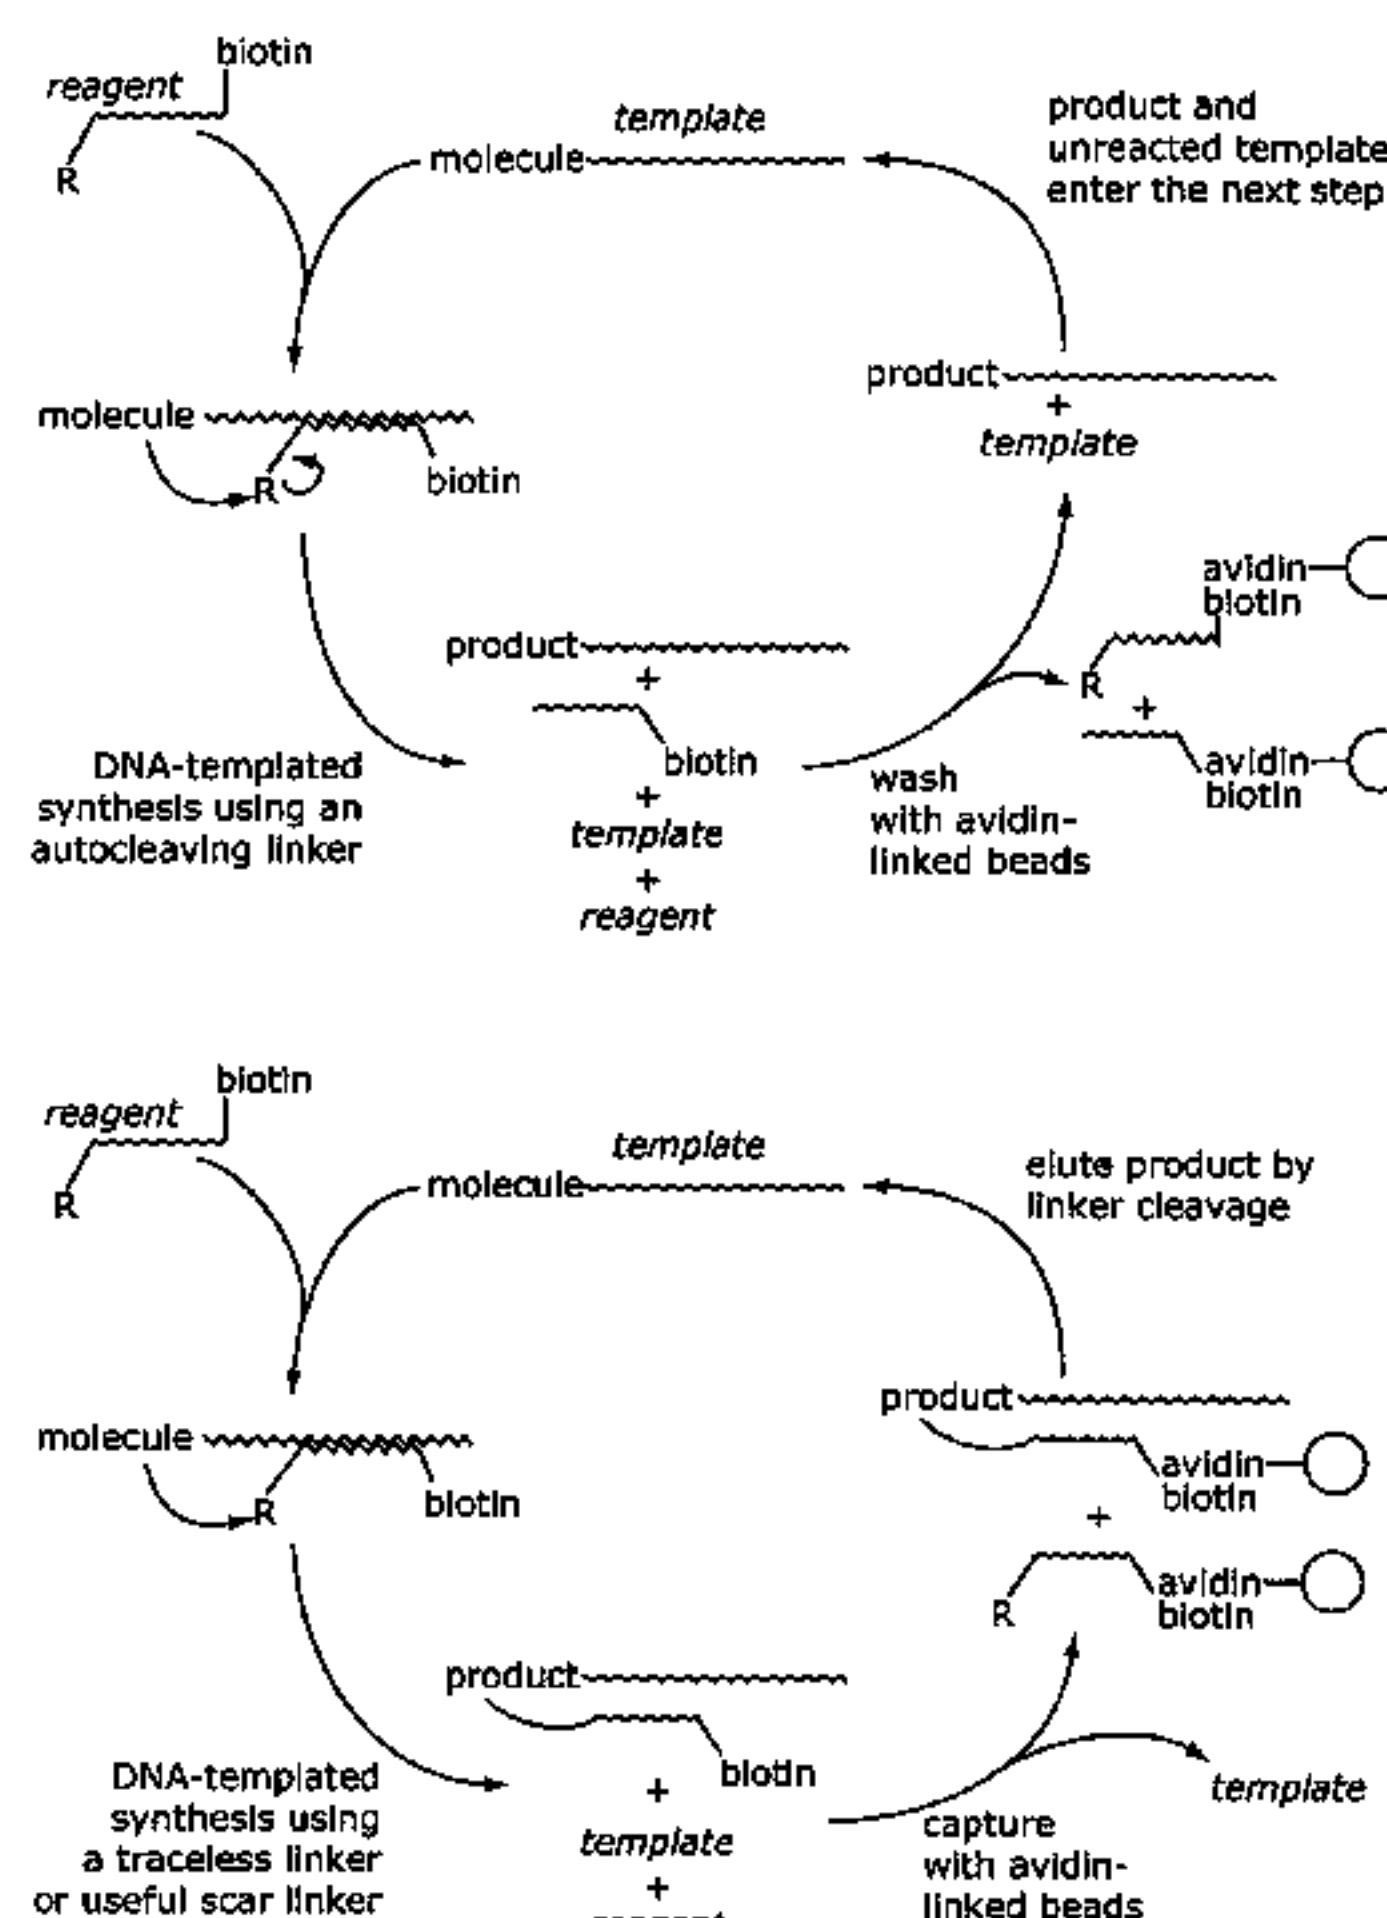 biotin
reagent
R
template
molecule
product and
unreacted template
enter the next step
molecule
R
biotin
product
+
template
avidin
biotin
R
+
avidin
biotin
product
+
biotin
+
template
+
reagent
wash
with avidin-
linked beads
DNA-templated
synthesis using an
autocleaving linker
biotin
reagent
R
template
molecule
elute product by
linker cleavage
molecule
R
biotin
product
avidin
biotin
+
R
avidin
biotin
product
biotin
+
template
+
template
capture
with avidin-
linked beads
DNA-templated
synthesis using
a traceless linker
or useful scar linker